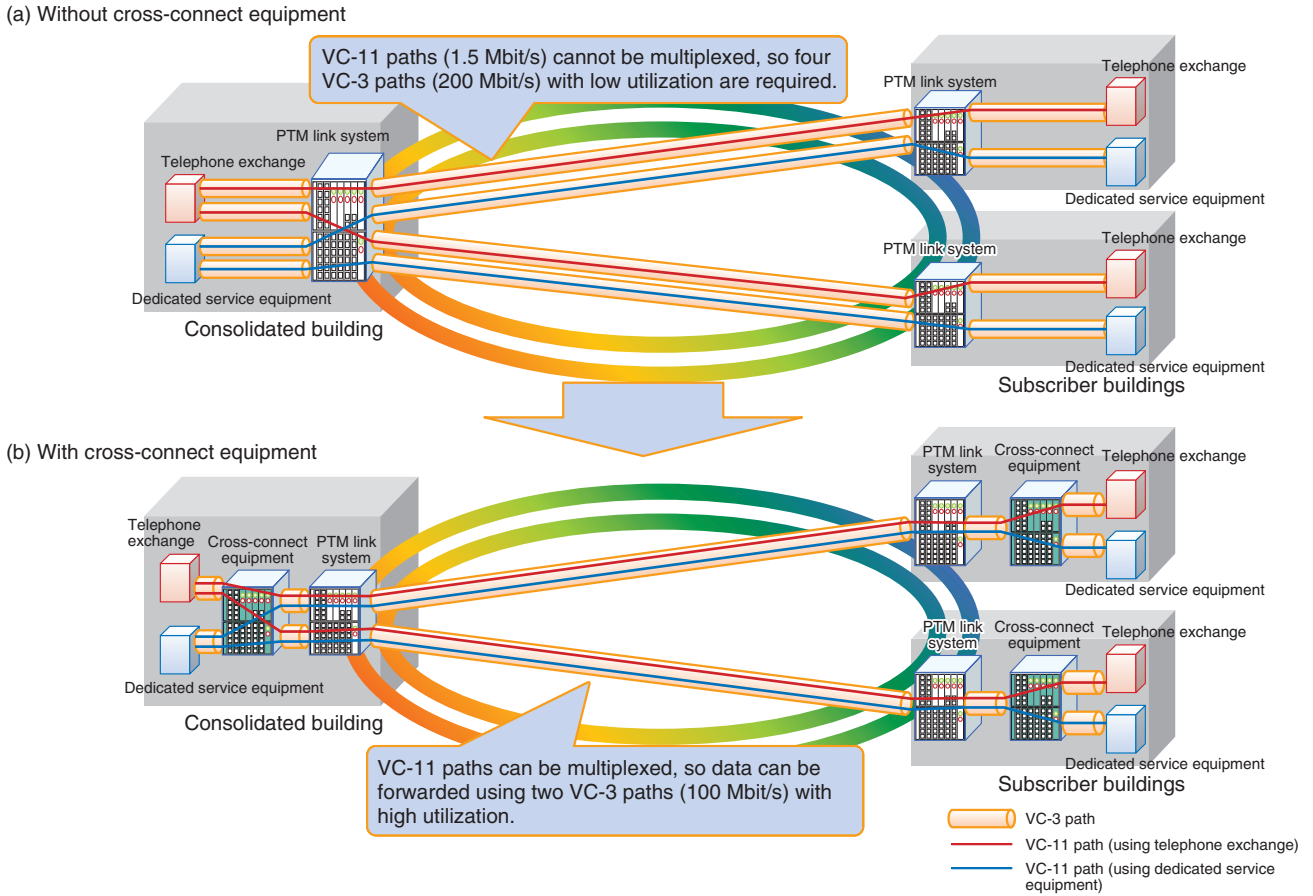 (a) Without cross-connect equipment
VC-11 paths (1.5 Mbit/s) cannot be multiplexed, so four
VC-3 paths (200 Mbit/s) with low utilization are required.
PTM link system
Telephone exchange
PTM link system
Telephone exchange
Dedicated service equipment
Telephone exchange
PTM link system
Dedicated service equipment
Consolidated building
Dedicated service equipment
Subscriber buildings
(b) With cross-connect equipment
PTM link
system
Cross-connect
equipment
Telephone exchange
Telephone
exchange
Cross-connect
equipment
PTM link
system
Dedicated service equipment
PTM link
system
Cross-connect
equipment
Telephone exchange
Dedicated service equipment
Consolidated building
VC-11 paths can be multiplexed, so data can be
forwarded using two VC-3 paths (100 Mbit/s) with
high utilization.
Dedicated service equipment
Subscriber buildings
VC-3 path
VC-11 path (using telephone exchange)
VC-11 path (using dedicated service
equipment)